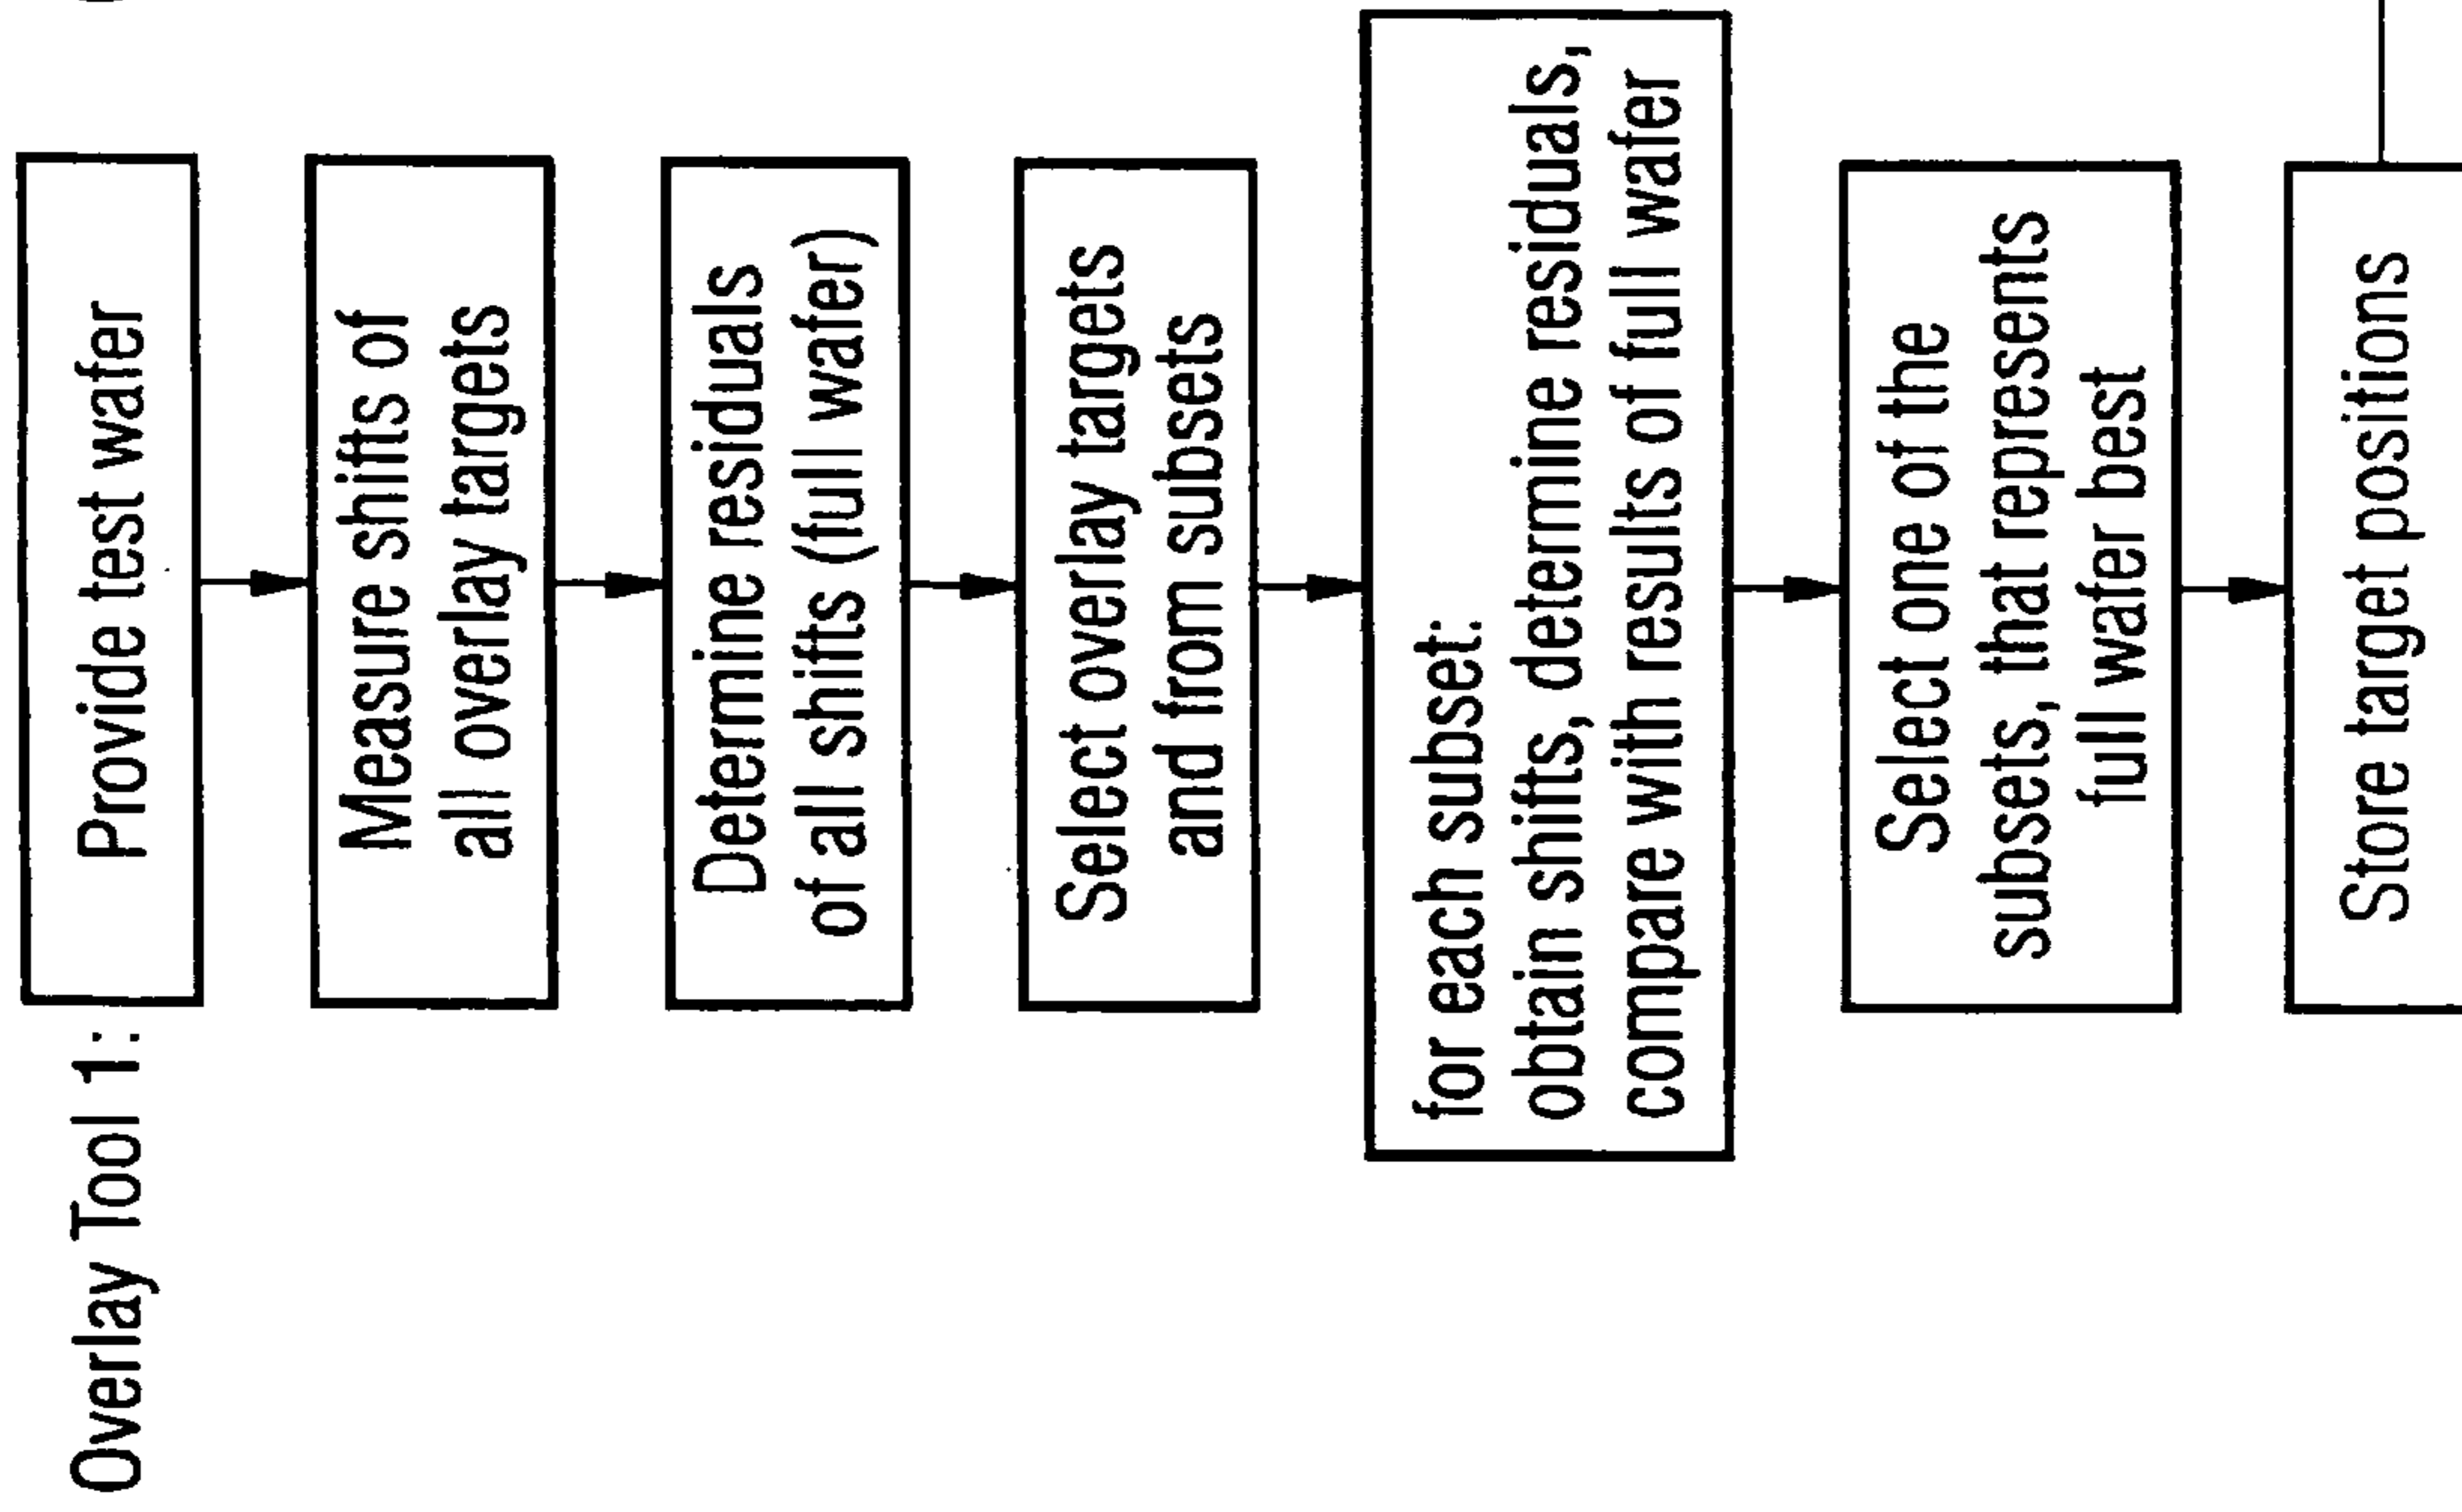 Overlay Tool 1:
Provide test wafer
Measure shifts of
all overlay targets
Determine residuals
of all shifts (full wafer)
Select overlay targets
and from subsets
for each subset:
obtain shifts, determine residuals,
compare with results of full wafer
Select one of the
subsets, that represents
full wafer best
Store target positions